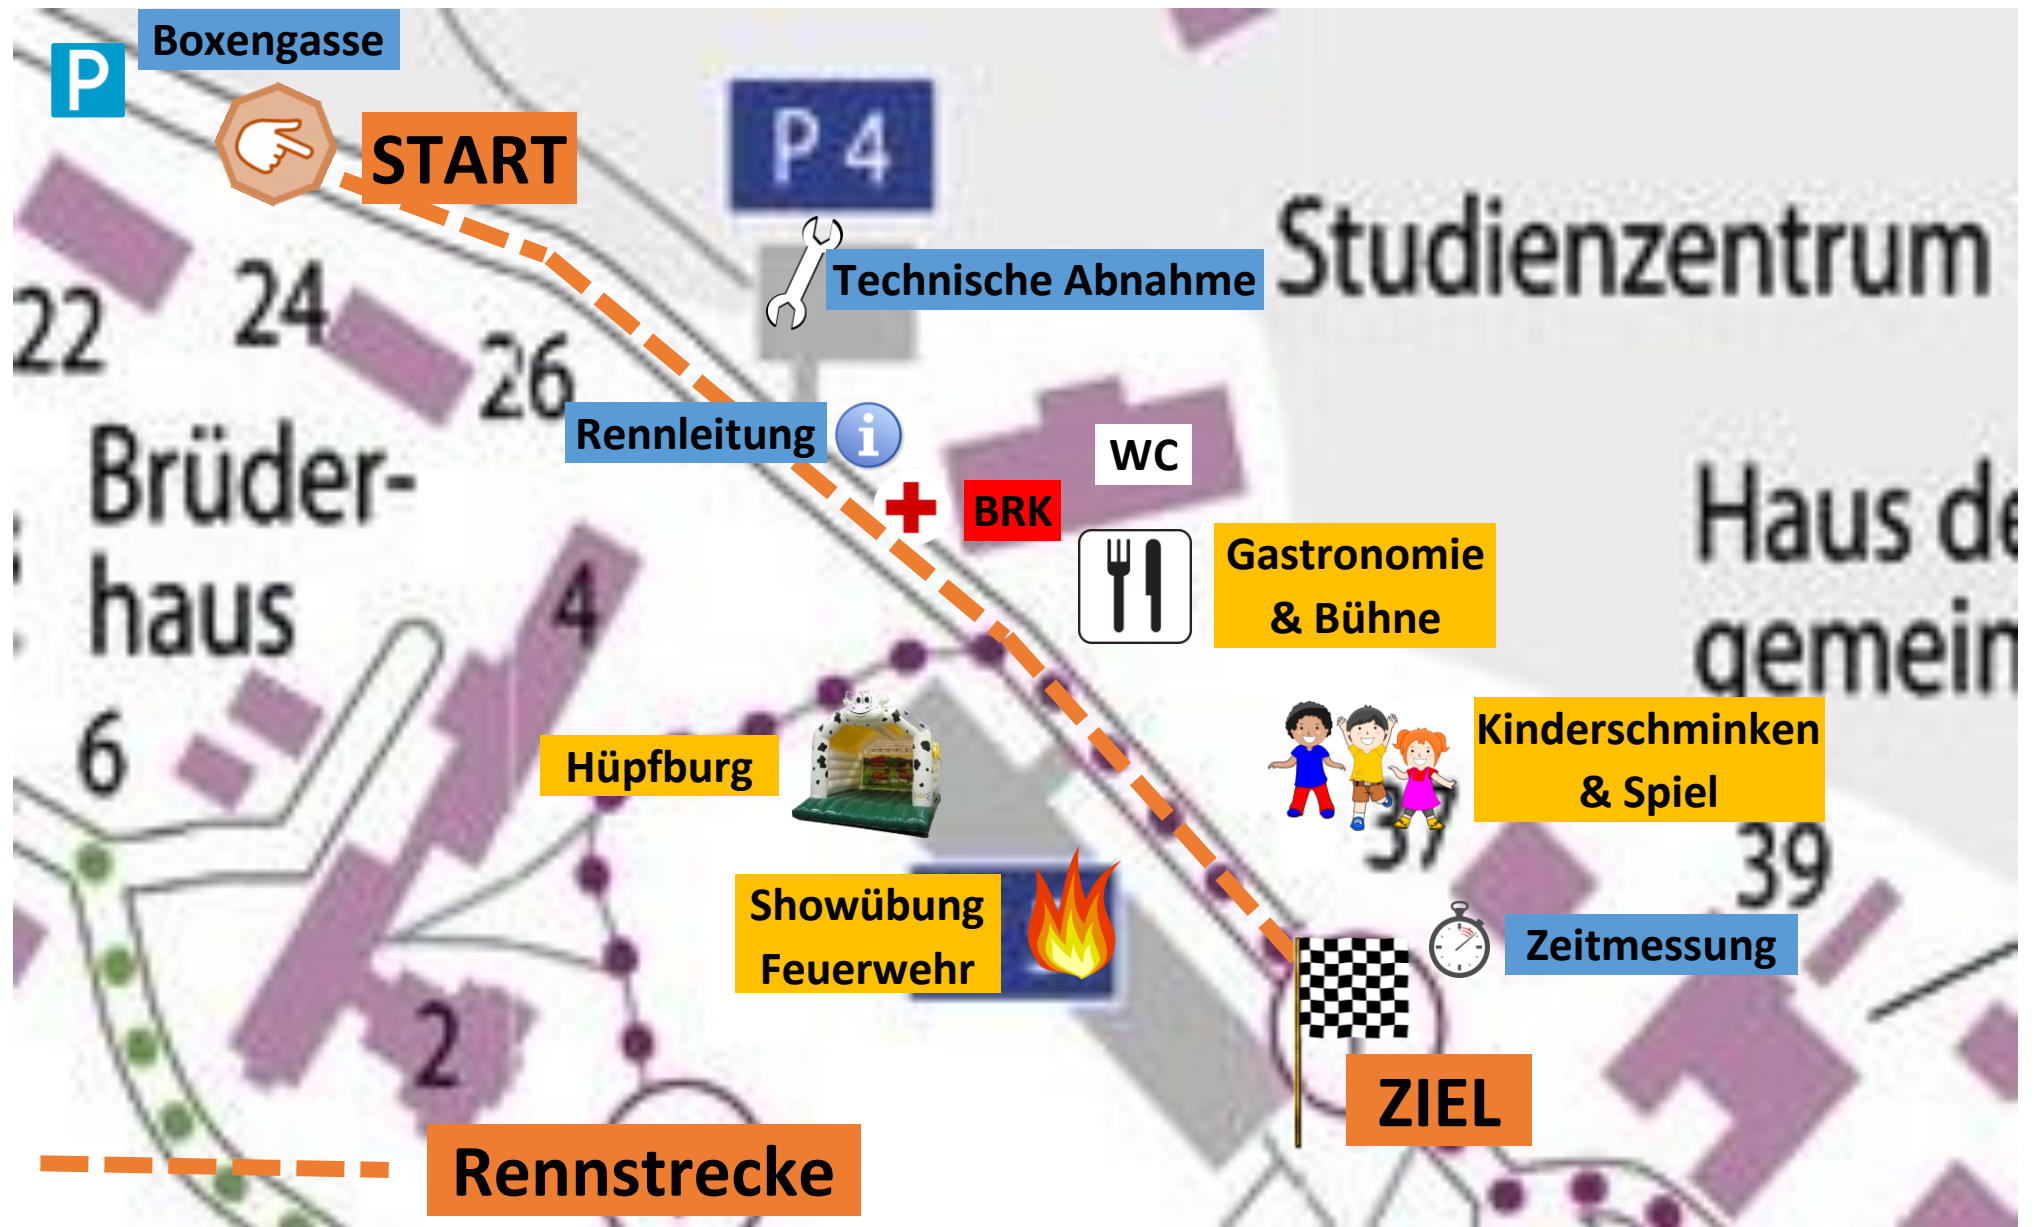 P
Boxengasse
START
P 4
Technische Abnahme
Studienzentrum
22
24
26
Rennleitung
i
WC
BRK
Brüder-
haus
Haus de
gemein
Gastronomie
& Bühne
4
6
Hüpfburg
Kinderschminken
& Spiel
37
39
Showübung
Feuerwehr
Zeitmessung
2
ZIEL
Rennstrecke